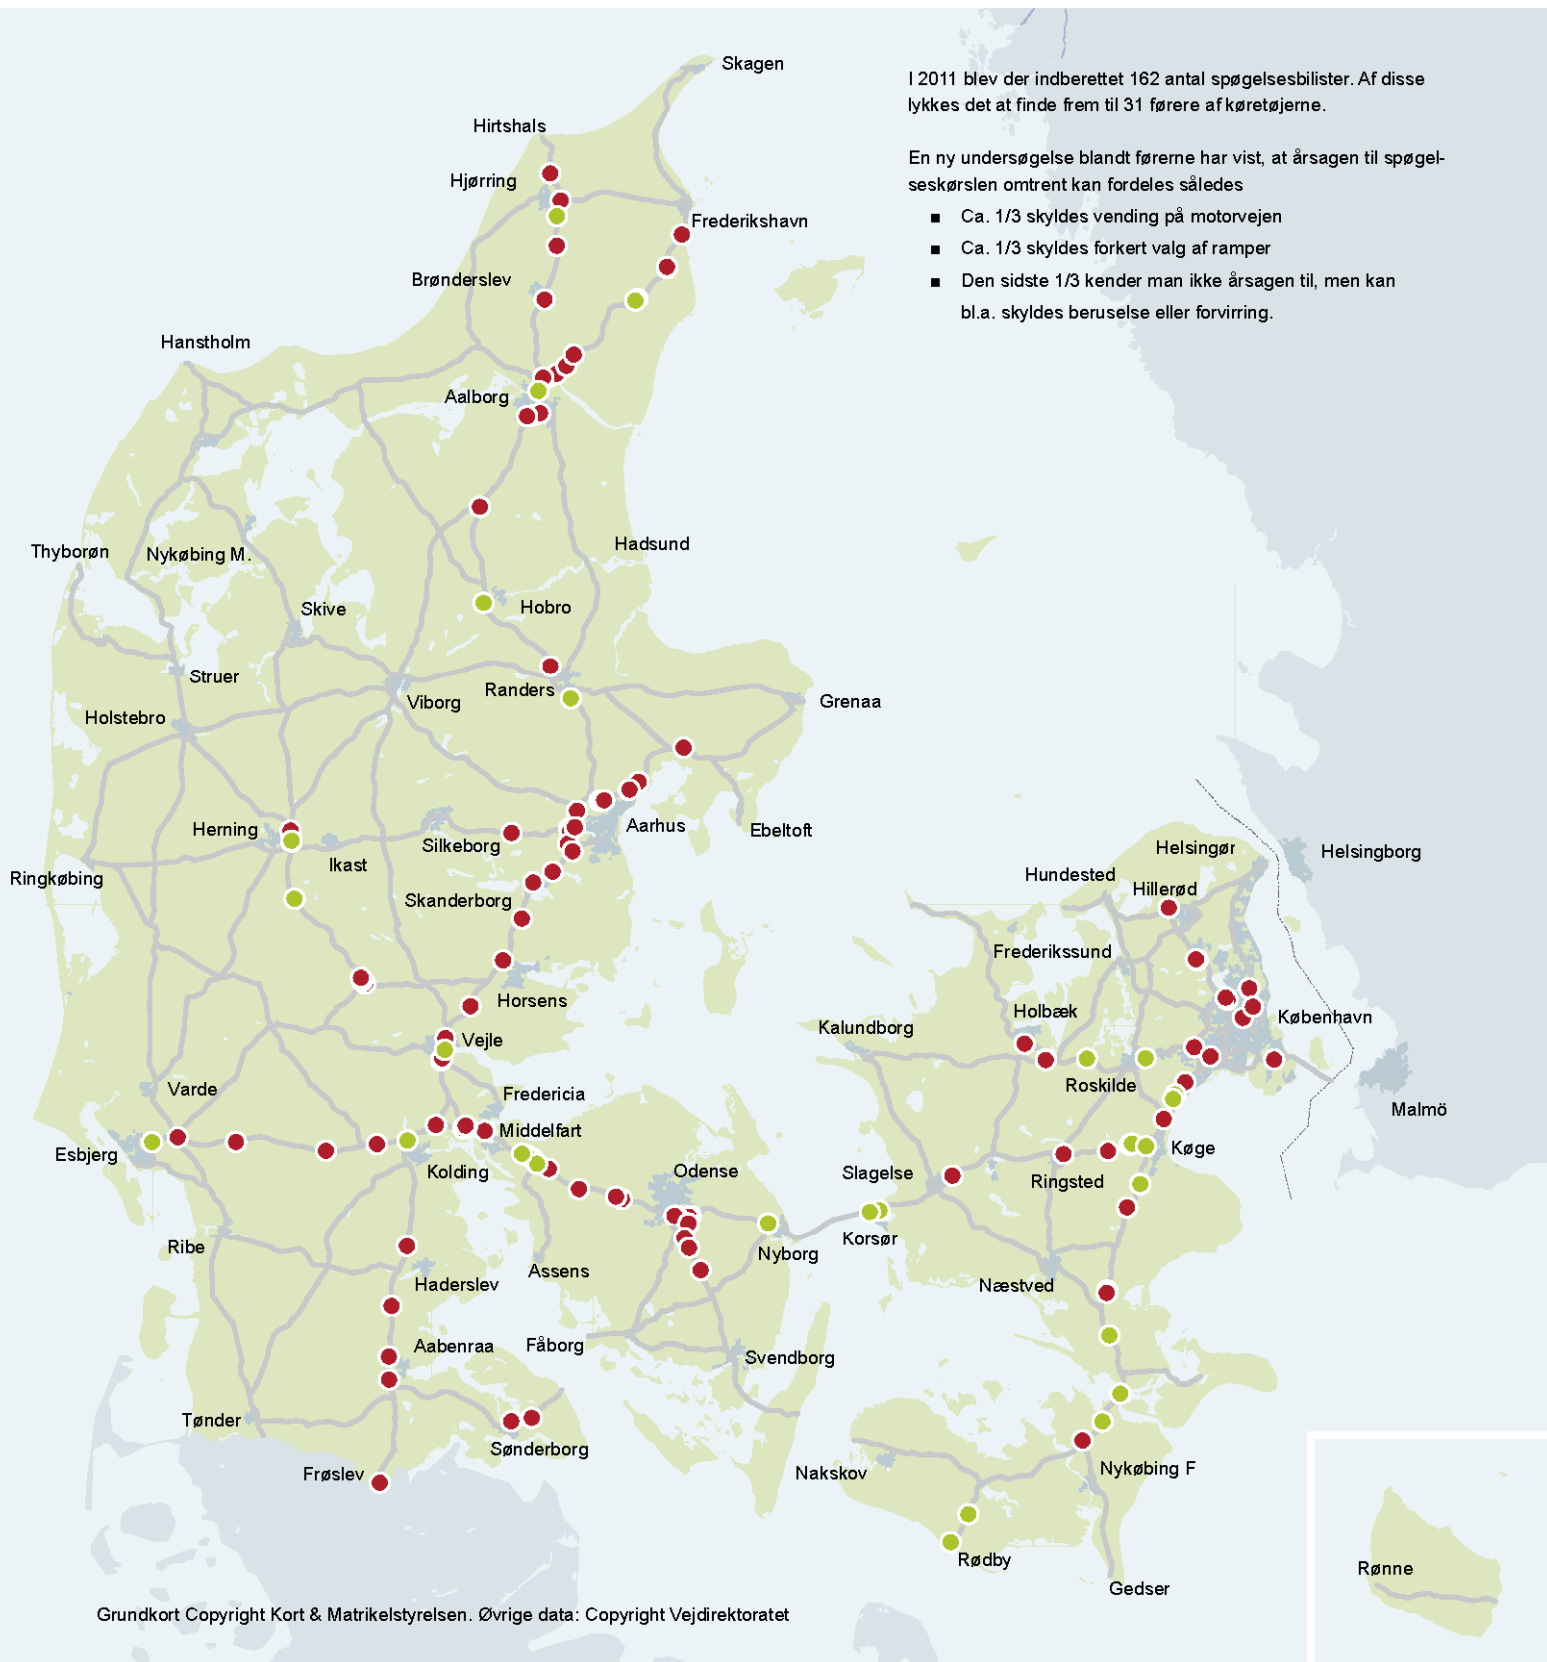 Skagen
I 2011 blev der indberettet 162 antal spøgelsesbilister. Af disse
lykkes det at finde frem til 31 førere af køretøjerne.
En ny undersøgelse blandt førerne har vist, at årsagen til spøgel-
seskørslen omtrent kan fordeles således
■ Ca. 1/3 skyldes vending på motorvejen
■ Ca. 1/3 skyldes forkert valg af ramper
■ Den sidste 1/3 kender man ikke årsagen til, men kan
bl.a. skyldes beruselse eller forvirring.
Hirtshals
Hjørring
Frederikshavn
Brønderslev
Hanstholm
Aalborg
Hadsund
Thyborøn
Nykøbing M.
Hobro
Skive
Struer
Randers
Viborg
Grenaa
Holstebro
Herning
Aarhus
Ebeltoft
Silkeborg
Ikast
Ringkøbing
Skanderborg
Helsingør
Helsingborg
Hundested
Hillerød
Frederikssund
Horsens
Holbæk
København
Kalundborg
Vejle
Roskilde
Varde
Fredericia
Malmö
Middelfart
Esbjerg
Køge
Kolding
Odense
Slagelse
Ringsted
Korsør
Ribe
Nyborg
Assens
Haderslev
Næstved
Aabenraa
Fåborg
Svendborg
Tønder
Sønderborg
Frøslev
Nakskov
Nykøbing F
Rødby
Rønne
Gedser
Grundkort Copyright Kort & Matrikelstyrelsen. Øvrige data: Copyright Vejdirektoratet